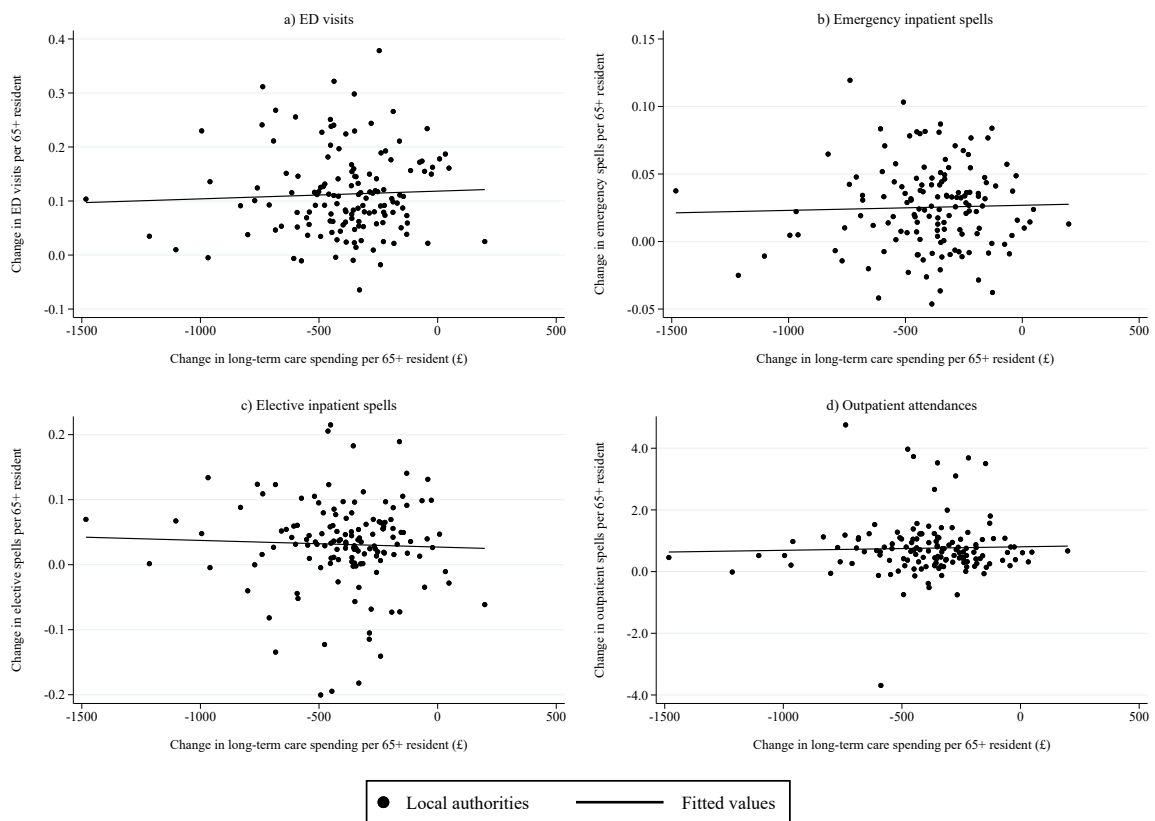 a) ED visits
Change in ED visits per 65+ resident
0.4
0.3
0.2
0.1
0.0
-0.1
-1500 -1000 -500 0 500
Change in long-term care spending per 65+ resident (£)
b) Emergency inpatient spells
Change in emergency spells per 65+ resident
0.15
0.10
0.05
0.00
-0.05
-1500 -1000 -500 0 500
Change in long-term care spending per 65+ resident (£)
c) Elective inpatient spells
Change in elective spells per 65+ resident
0.2
0.1
0.0
-0.1
-0.2
-1500 -1000 -500 0 500
Change in long-term care spending per 65+ resident (£)
d) Outpatient attendances
Change in outpatient spells per 65+ resident
4.0
2.0
0.0
-2.0
-4.0
-1500 -1000 -500 0 500
Change in long-term care spending per 65+ resident (£)
Local authorities Fitted values